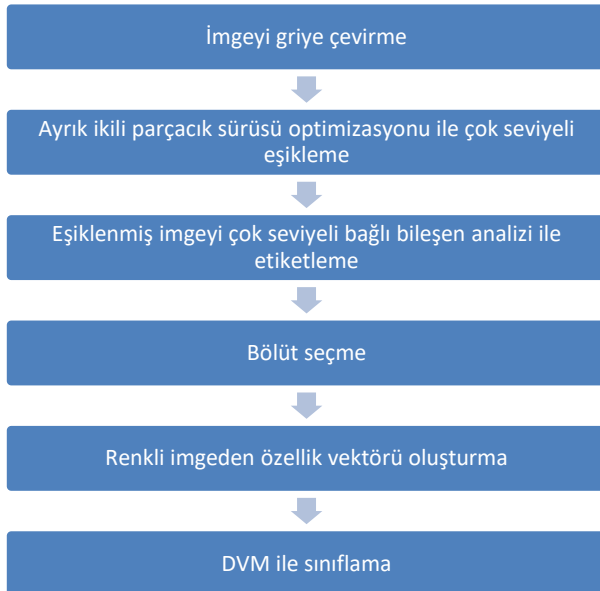 İmgeyi griye çevirme
Ayrık ikili parçacık sürüsü optimizasyonu ile çok seviyeli
eşikleme
Eşiklenmiş imgeyi çok seviyeli bağlı bileşen analizi ile
etiketleme
Bölüt seçme
Renkli imgeden özellik vektörü oluşturma
DVM ile sınıflama